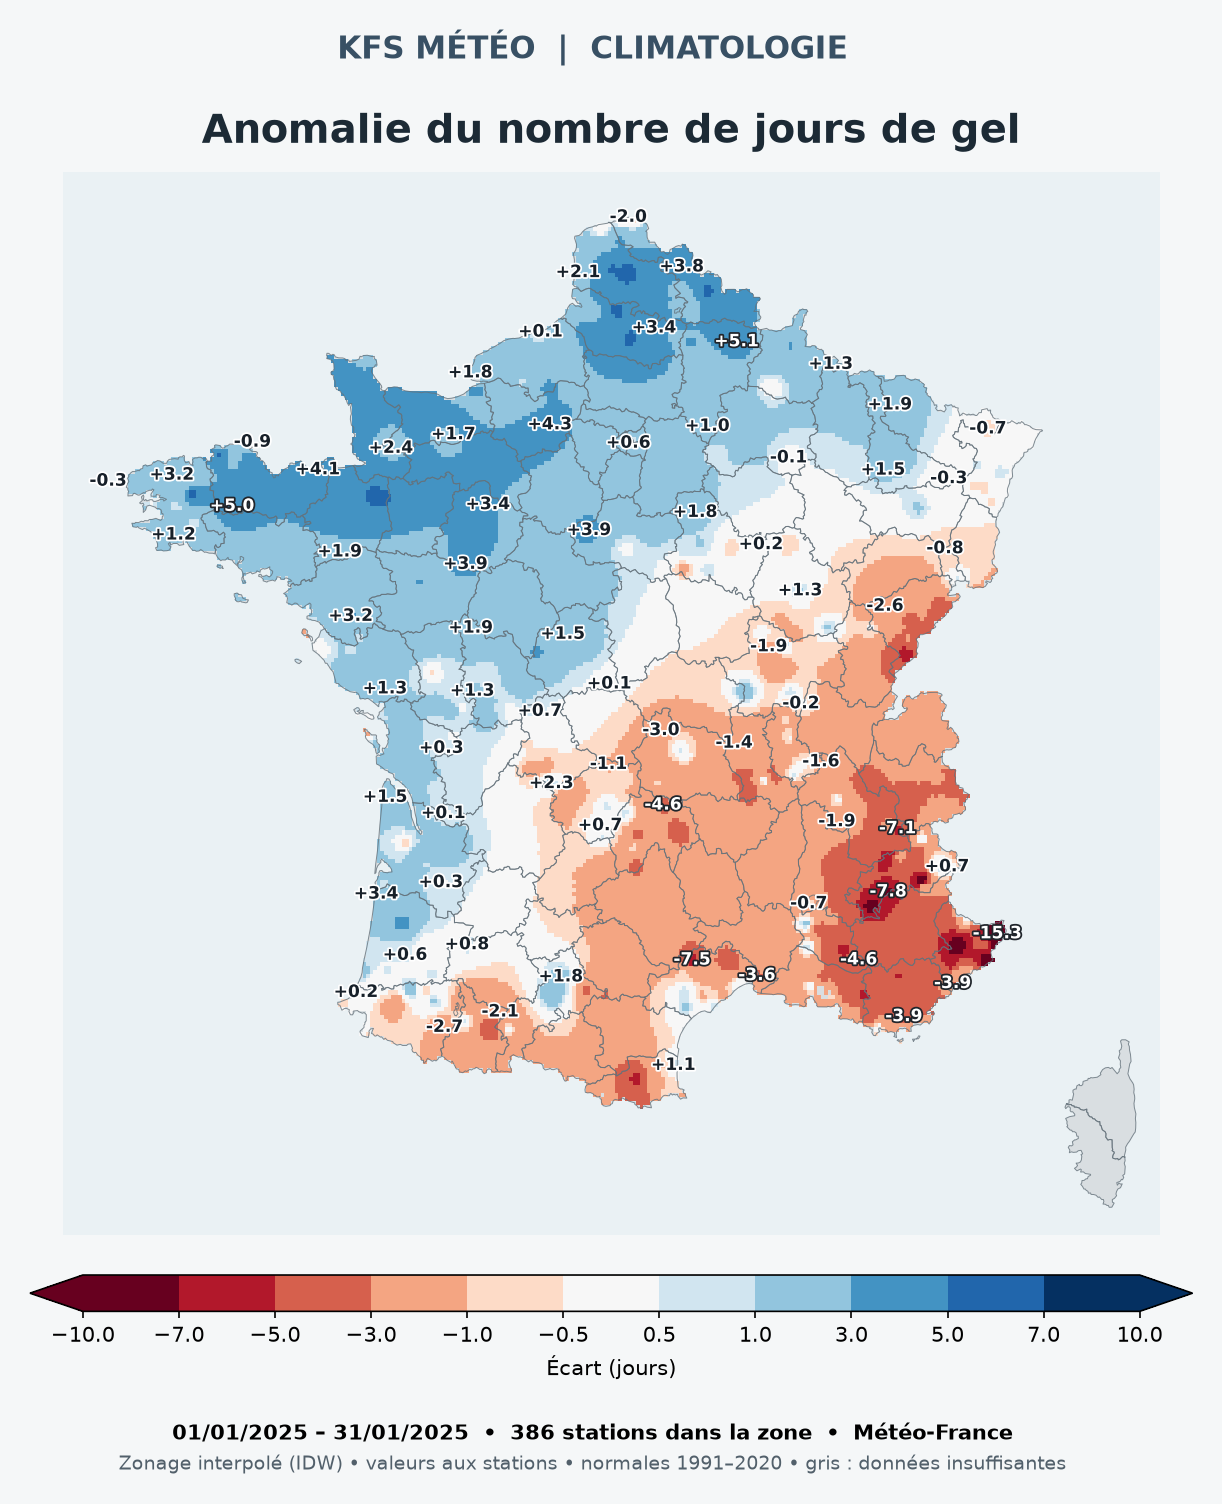 KFS MÉTÉO | CLIMATOLOGIE
Anomalie du nombre de jours de gel
-2.0
+2.1 +3.8
+0.1 +3.4 +5.1
+1.8 +1.3
+1.9
+2.4 +1.7 +4.3 +0.6 +1.0 -0.7
-0.9 -0.1
-0.3 +3.2 +4.1 +1.5 -0.3
+5.0 +3.4 +1.8
+1.2 +3.9 +0.2
+1.9 +3.9 -0.8
+1.3
+3.2 +1.9 +1.5 -2.6
-1.9
+1.3 +1.3 +0.1 -0.2
+0.7
+0.3 -3.0 -1.4
-1.1 -1.6
+1.5 +2.3
+0.1 +0.7 -4.6 -1.9 -7.1
+0.7
+3.4 +0.3 -0.7 -7.8
+0.6 +0.8 -7.5 -4.6 -15.3
+0.2 +1.8 -3.6 -3.9
-2.7 -2.1 -3.9
+1.1
−10.0 −7.0 −5.0 −3.0 −1.0 −0.5 0.5 1.0 3.0 5.0 7.0 10.0
Écart (jours)
01/01/2025 – 31/01/2025 • 386 stations dans la zone • Météo-France
Zonage interpolé (IDW) • valeurs aux stations • normales 1991–2020 • gris : données insuffisantes